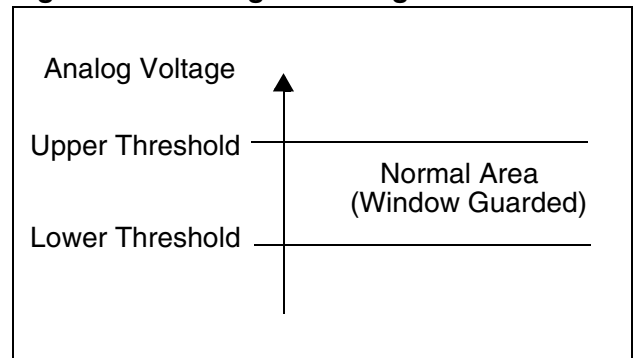 Analog Voltage
Upper Threshold
Normal Area
(Window Guarded)
Lower Threshold